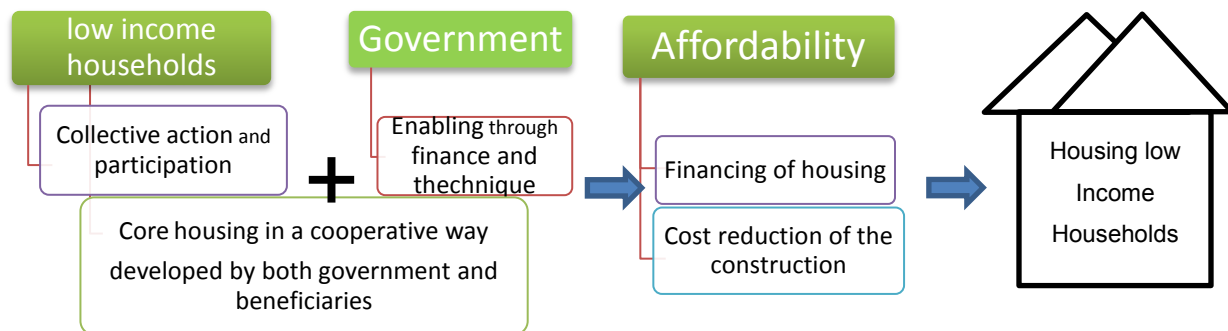 low income
households
Collective action and
participation
+
Government
Enabling through
finance and
thechnique
Core housing in a cooperative way
developed by both government and
beneficiaries
Affordability
Financing of housing
Cost reduction of the
construction
Housing low
Income
Households